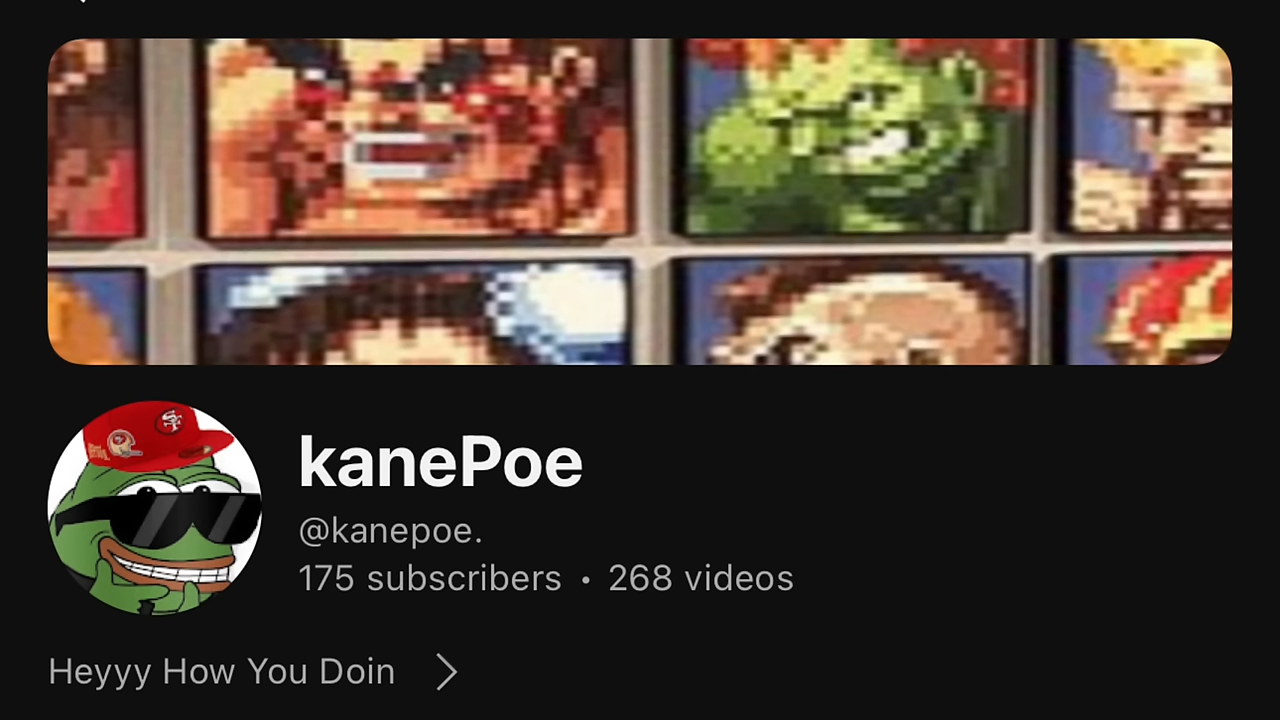 kanePoe
@kanepoe.
175 subscribers • 268 videos
Heyyy How You Doin